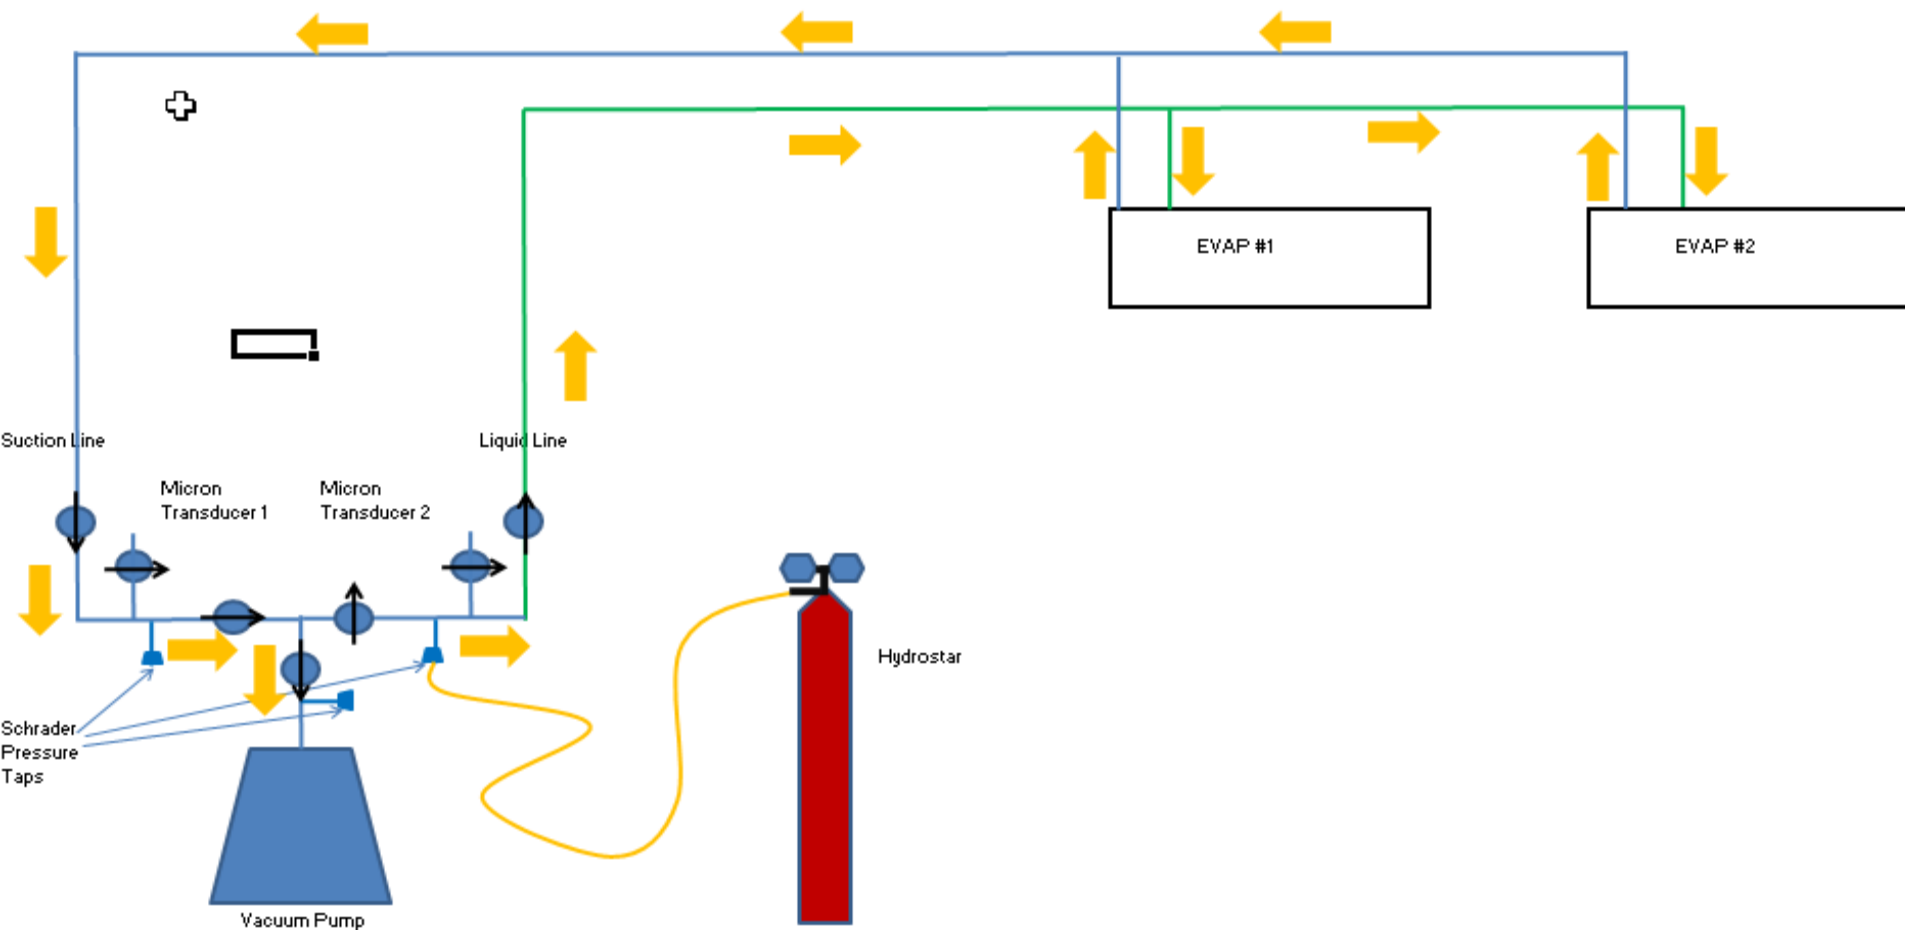 EVAP #1
EVAP #2
Suction Line
Liquid Line
Micron
Transducer 1
Micron
Transducer 2
Hydrostar
Schrader
Pressure
Taps
Vacuum Pump